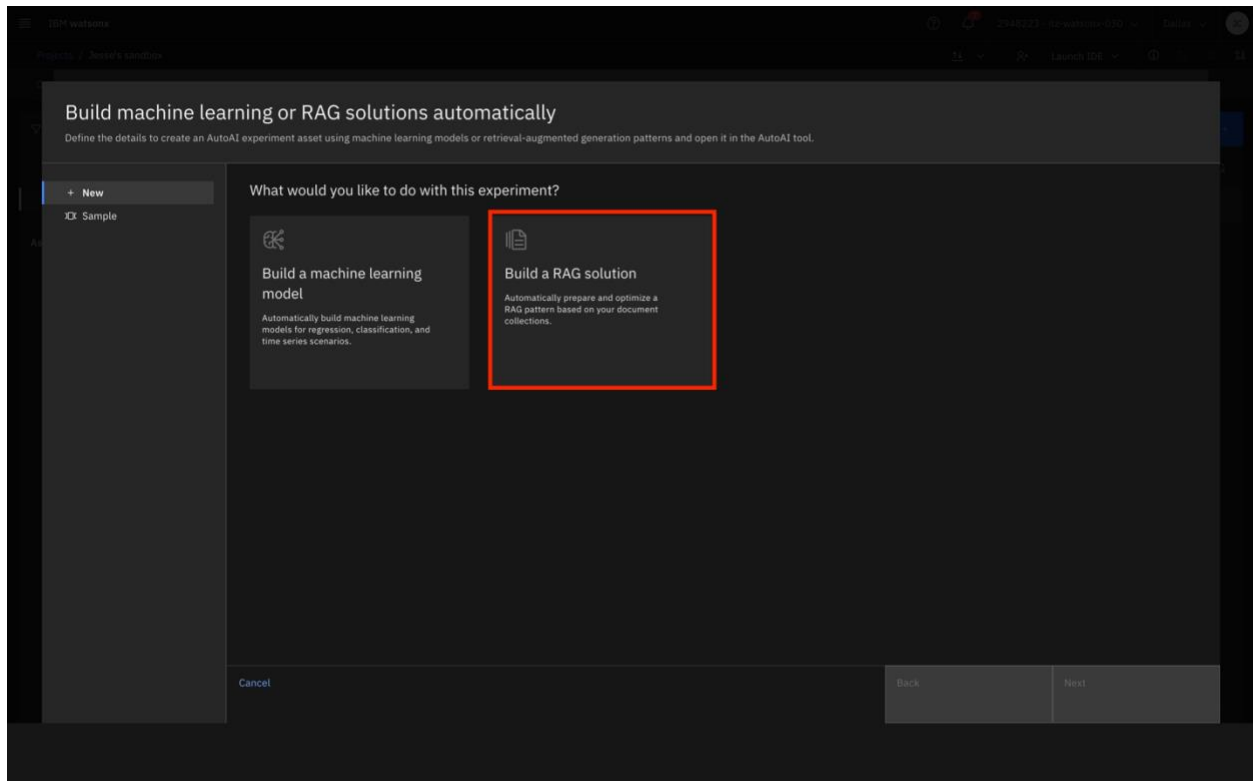 IBM watsonx
Dallas
Projects / Jesse's sandbox
Launch IDE
Build machine learning or RAG solutions automatically
Define the details to create an AutoAI experiment asset using machine learning models or retrieval-augmented generation patterns and open it in the AutoAI tool.
+ New
Sample
As
What would you like to do with this experiment?
Build a machine learning
model
Automatically build machine learning
models for regression, classification, and
time series scenarios.
Build a RAG solution
Automatically prepare and optimize a
RAG pattern based on your document
collections.
Cancel
Back
Next